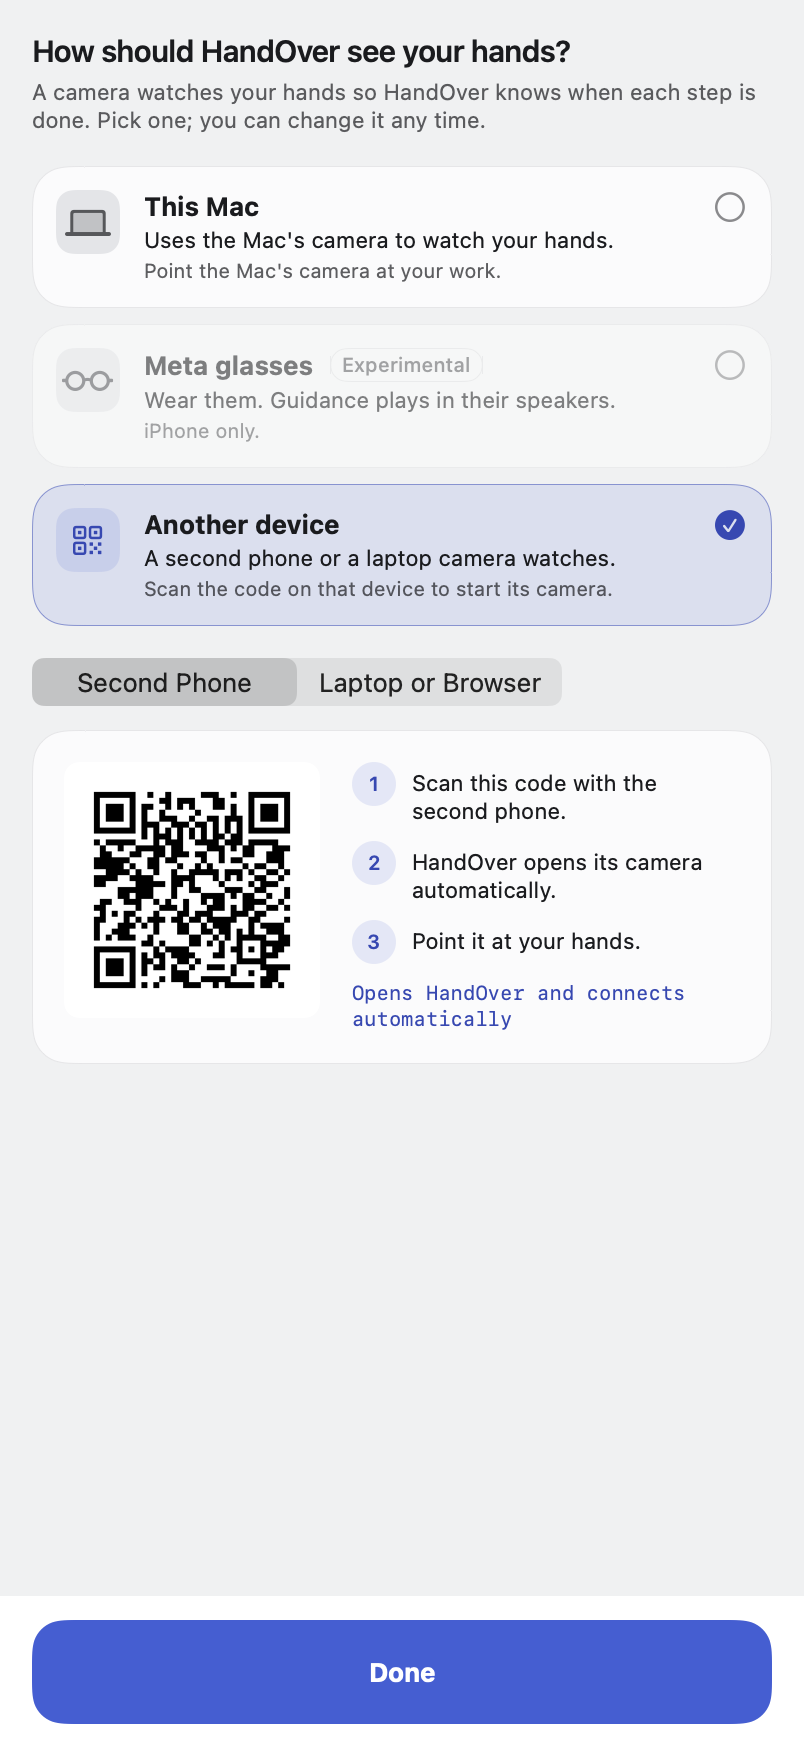 How should HandOver see your hands?
A camera watches your hands so HandOver knows when each step is
done. Pick one; you can change it any time.
This Mac
Uses the Mac's camera to watch your hands.
Point the Mac's camera at your work.
Meta glasses Experimental
Wear them. Guidance plays in their speakers.
iPhone only.
Another device
A second phone or a laptop camera watches.
Scan the code on that device to start its camera.
Second Phone Laptop or Browser
1 Scan this code with the
second phone.
2 HandOver opens its camera
automatically.
3 Point it at your hands.
Opens HandOver and connects
automatically
Done